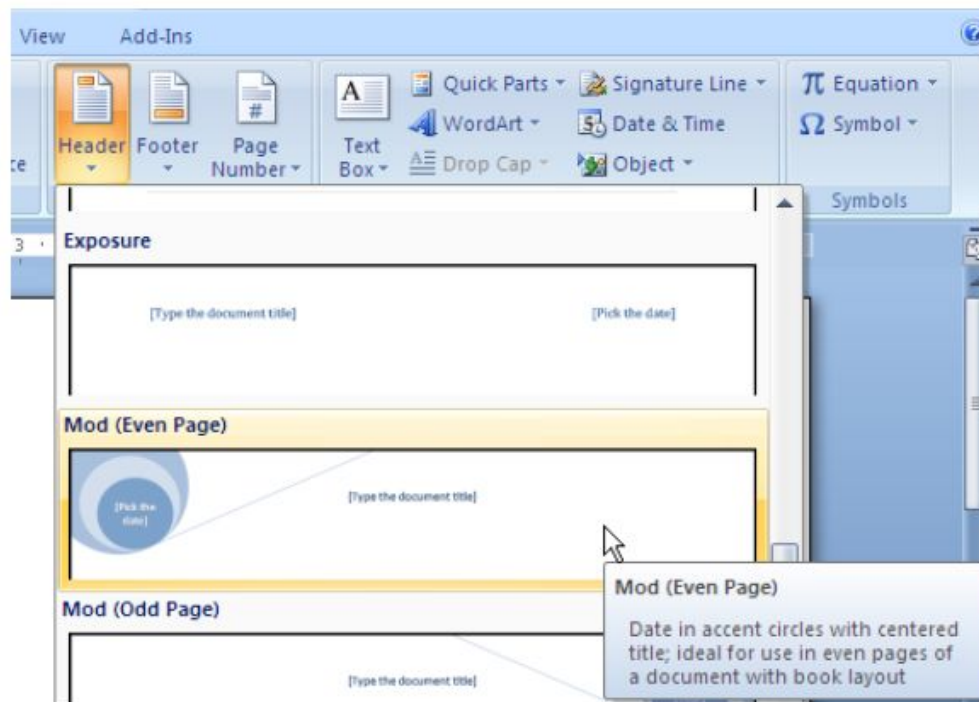 View Add-Ins
Header Footer Page Number
Text Box
Quick Parts Signature Line
WordArt Date & Time
Drop Cap Object
π Equation
Ω Symbol
Symbols
3
Exposure
[Type the document title] [Pick the date]
Mod (Even Page)
[Pick the date]
[Type the document title]
Mod (Odd Page)
[Type the document title]
Mod (Even Page)
Date in accent circles with centered
title; ideal for use in even pages of
a document with book layout